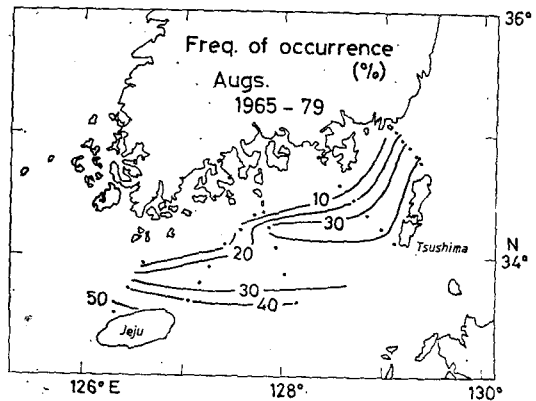 36°
Freq. of occurrence
(%)
Augs.
1965 - 79
10
30
20
Tsushima
N
34°
30
50
40
Jeju
126°E
128°
130°